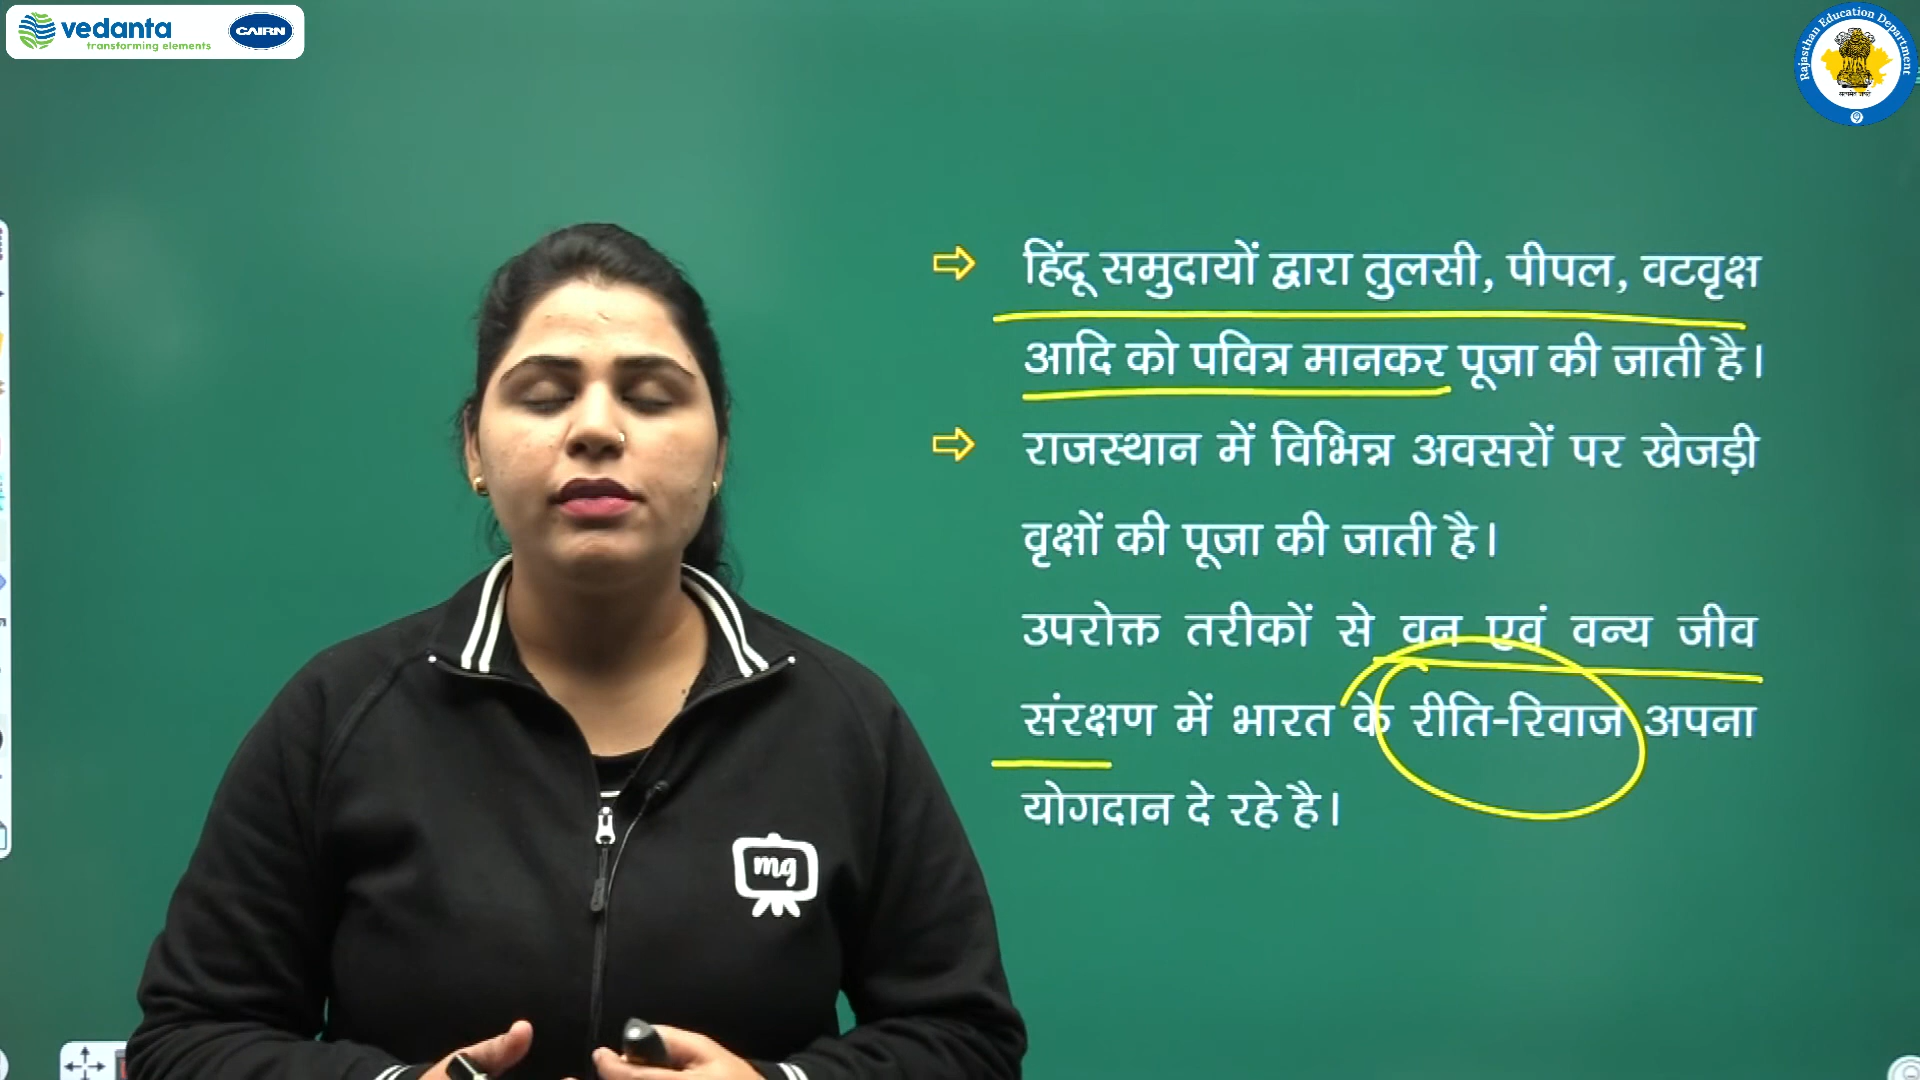 vedanta
transforming elements
CAIRN
Rajasthan Education Department
हिंदू समुदायों द्वारा तुलसी, पीपल, वटवृक्ष
आदि को पवित्र मानकर पूजा की जाती है।
राजस्थान में विभिन्न अवसरों पर खेजड़ी
वृक्षों की पूजा की जाती है।
उपरोक्त तरीकों से वन एवं वन्य जीव
संरक्षण में भारत के रीति-रिवाज अपना
योगदान दे रहे है।
mg